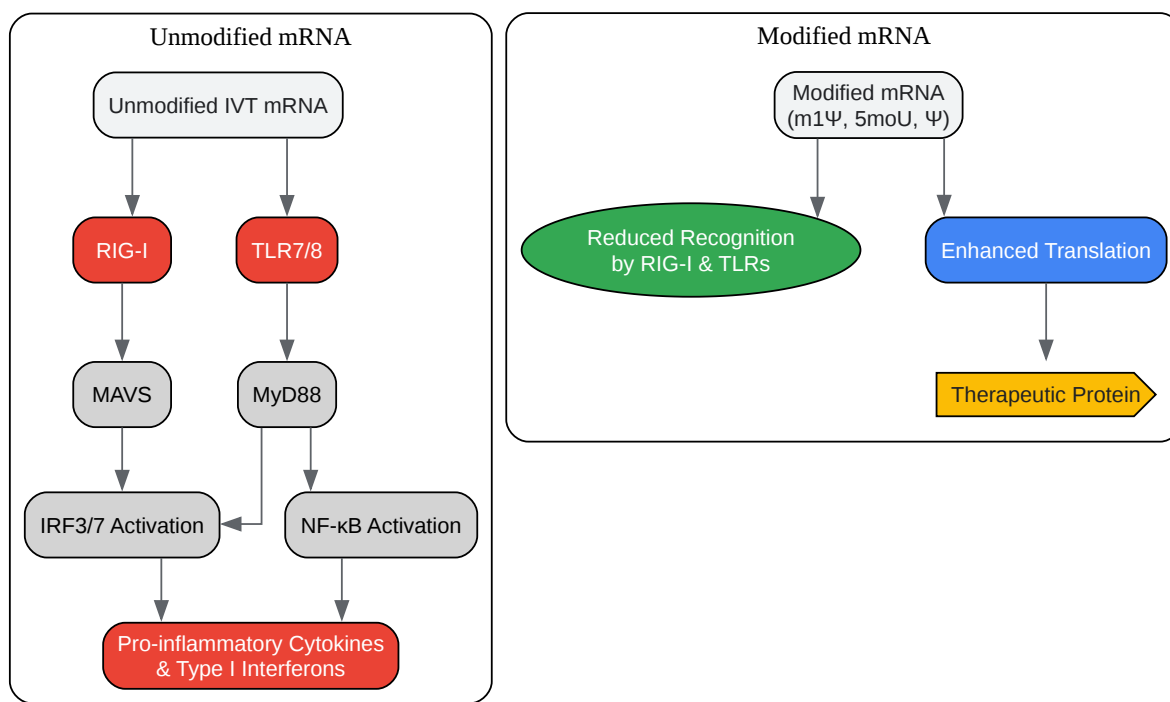 Unmodified mRNA
Unmodified IVT mRNA
RIG-I
TLR7/8
MAVS
MyD88
IRF3/7 Activation
NF-κB Activation
Pro-inflammatory Cytokines
& Type I Interferons
Modified mRNA
Modified mRNA
(m1Ψ, 5moU, Ψ)
Reduced Recognition
by RIG-I & TLRs
Enhanced Translation
Therapeutic Protein